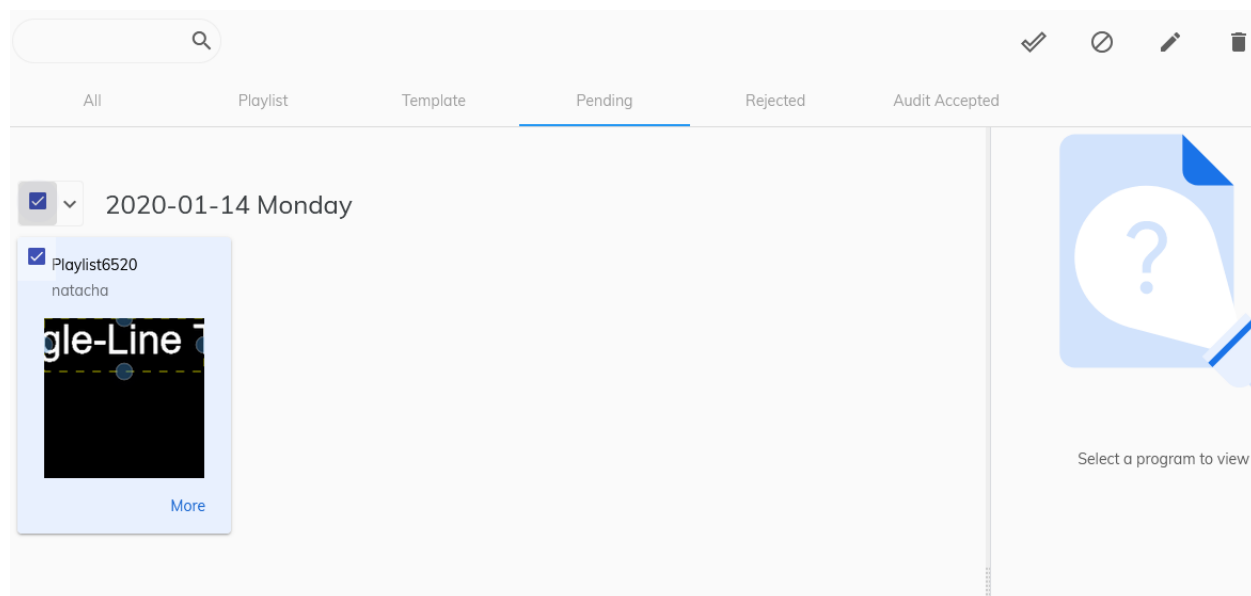 All Playlist Template Pending Rejected Audit Accepted
2020-01-14 Monday
Playlist6520
natacha
gle-Line
More
?
Select a program to view